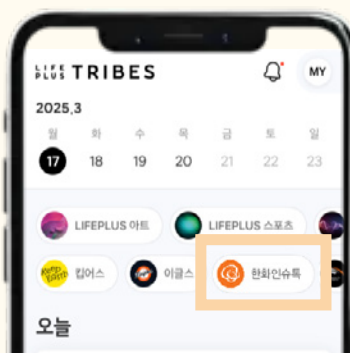 LIFE PLUS TRIBES
MY
2025.3
월 화 수 목 금 토 일
17 18 19 20 21 22 23
LIFEPLUS 아트
LIFEPLUS 스포츠
Keep Earth
킵어스
이글스
한화인슈톡
오늘